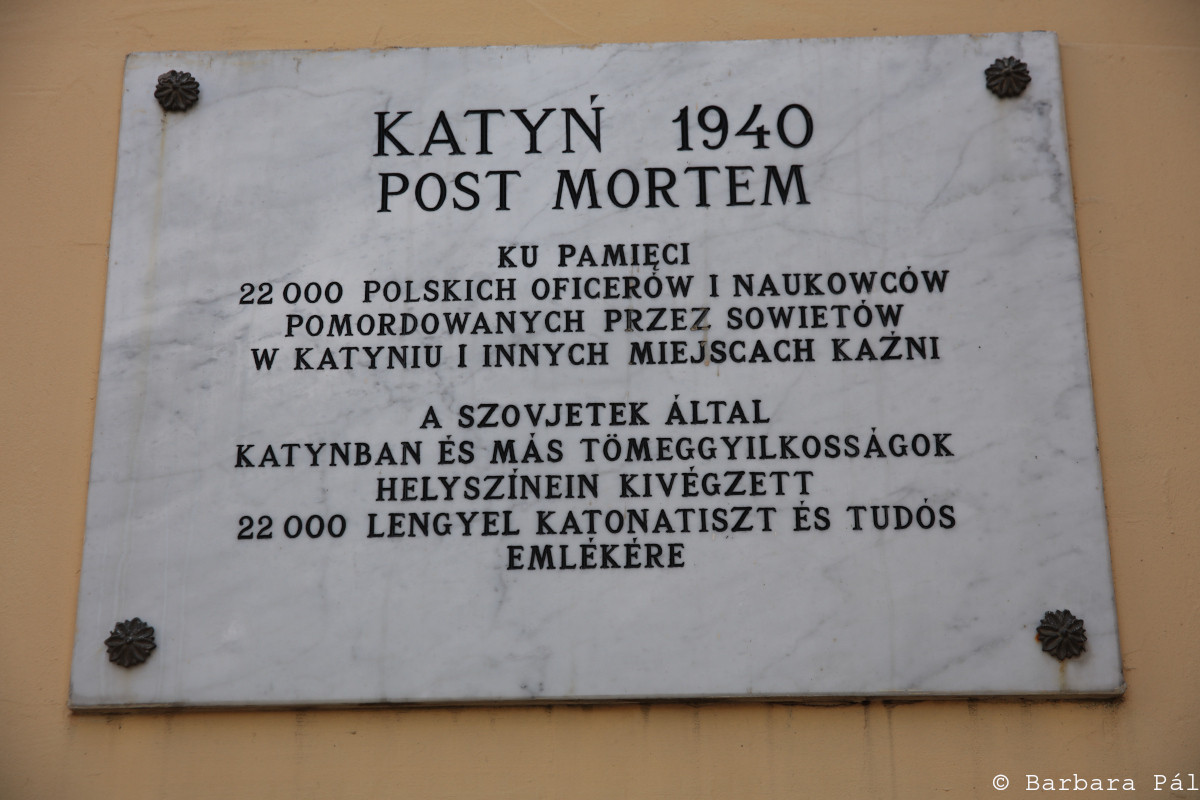 KATYŃ 1940
POST MORTEM
KU PAMIĘCI
22 000 POLSKICH OFICERÓW I NAUKOWCÓW
POMORDOWANYCH PRZEZ SOWIETÓW
W KATYNIU I INNYCH MIEJSCACH KAŹNI
A SZOVJETEK ÁLTAL
KATYNBAN ÉS MÁS TÖMEGGYILKOSSÁGOK
HELYSZÍNEIN KIVÉGZETT
22 000 LENGYEL KATONATISZT ÉS TUDÓS
EMLÉKÉRE
© Barbara Pál